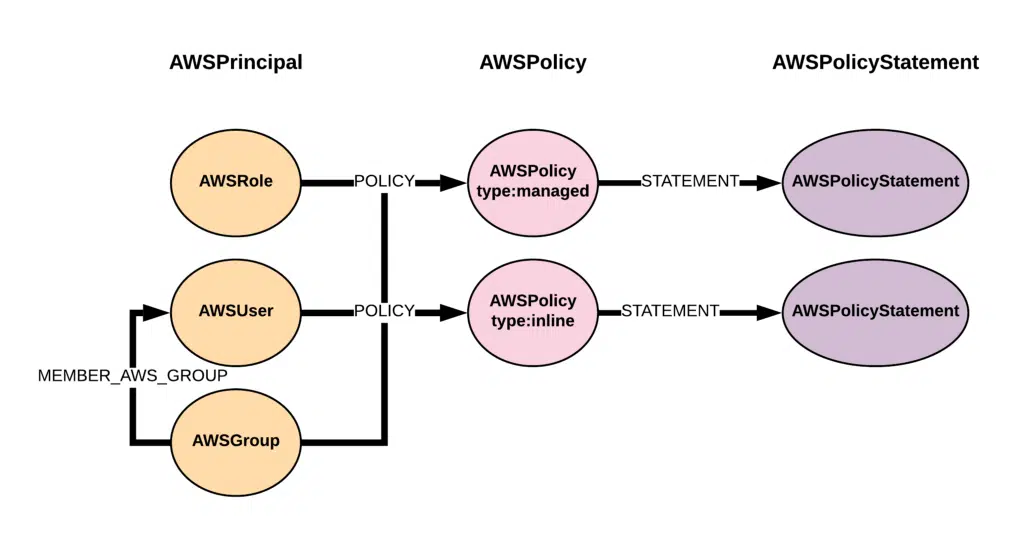 AWSPrincipal
AWSPolicy
AWSPolicyStatement
AWSRole
POLICY
AWSPolicy
type:managed
STATEMENT
AWSPolicyStatement
AWSUser
POLICY
AWSPolicy
type:inline
STATEMENT
AWSPolicyStatement
MEMBER_AWS_GROUP
AWSGroup